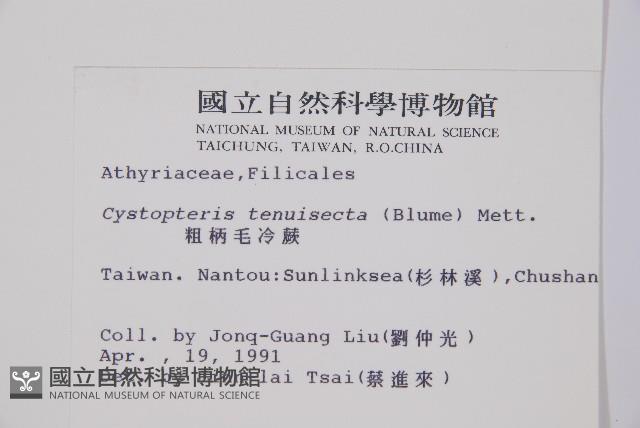 國立自然科學博物館
NATIONAL MUSEUM OF NATURAL SCIENCE
TAICHUNG, TAIWAN, R.O.CHINA
Athyriaceae,Filicales
Cystopteris tenuisecta (Blume) Mett.
粗柄毛冷蕨
Taiwan. Nantou:Sunlinksea(杉林溪),Chushan
Coll. by Jonq-Guang Liu(劉仲光)
Apr. , 19, 1991
lai Tsai(蔡進來)
國立自然科學博物館
NATIONAL MUSEUM OF NATURAL SCIENCE